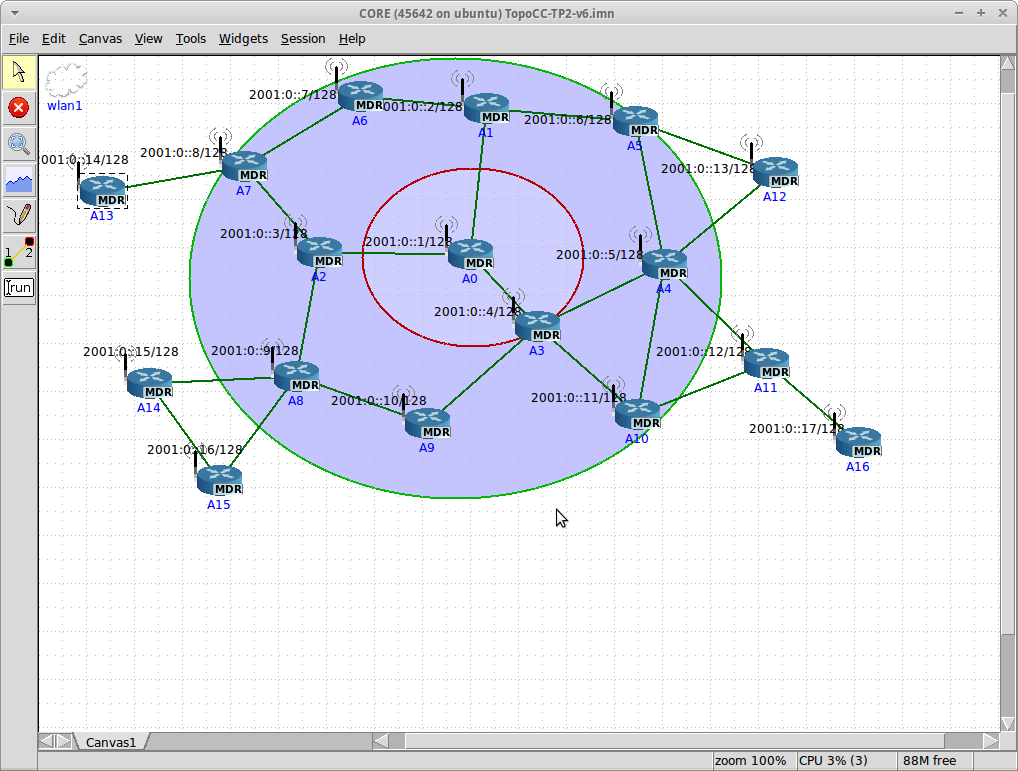 CORE (45642 on ubuntu) TopoCC-TP2-v6.imn
File Edit Canvas View Tools Widgets Session Help
wlan1
2001:0::7/128
MDR
A6
001:0::2/128
MDR
A1
2001:0::6/128
MDR
A5
2001:0::8/128
MDR
A7
001:0::14/128
MDR
A13
2001:0::13/128
MDR
A12
2001:0::3/128
MDR
A2
2001:0::1/128
MDR
A0
2001:0::5/128
MDR
A4
2001:0::4/128
MDR
A3
2001:0::15/128
MDR
A14
2001:0::9/128
MDR
A8
2001:0::10/128
MDR
A9
2001:0::11/128
MDR
A10
2001:0::12/128
MDR
A11
2001:0::17/128
MDR
A16
2001:0::16/128
MDR
A15
1 2
run
Canvas1
zoom 100% CPU 3% (3) 88M free